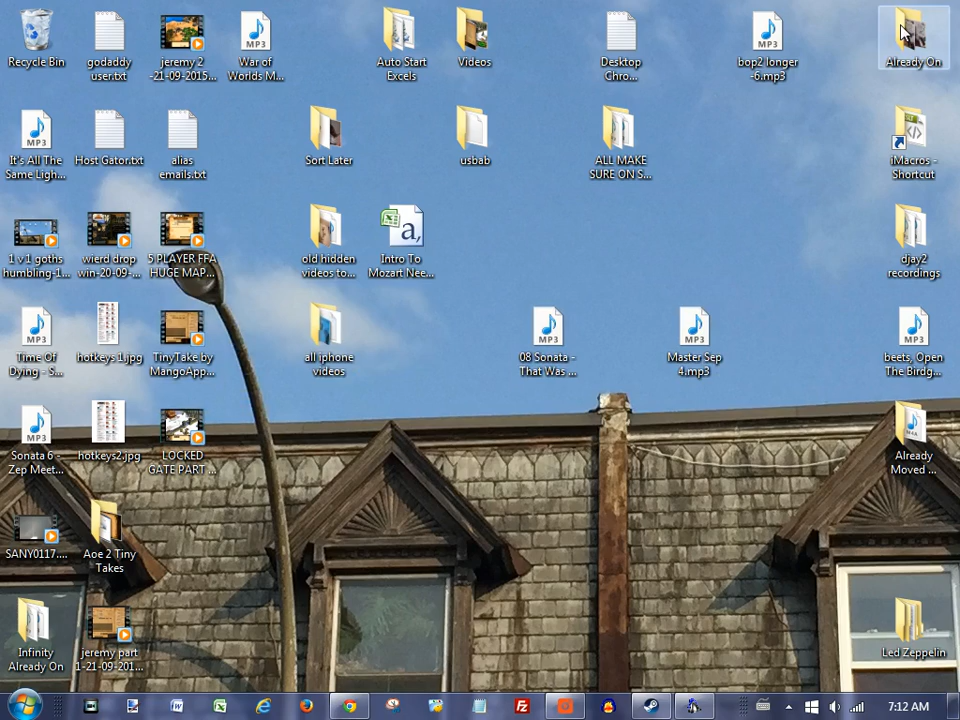 Recycle Bin
godaddy
user.txt
jeremy 2
-21-09-2015...
War of
Worlds M...
Auto Start
Excels
Videos
Desktop
Chro...
bop2 longer
-6.mp3
Already On
It's All The
Same Ligh...
Host Gator.txt
alias
emails.txt
Sort Later
usbab
ALL MAKE
SURE ON S...
iMacros -
Shortcut
1 v 1 goths
humbling-1...
wierd drop
win-20-09-...
5 PLAYER FFA
HUGE MAP...
old hidden
videos to...
Intro To
Mozart Nee...
djay2
recordings
Time Of
Dying - S...
hotkeys 1.jpg
TinyTake by
MangoApp...
all iphone
videos
08 Sonata -
That Was ...
Master Sep
4.mp3
beets, Open
The Birdg...
Sonata 6 -
Zep Meet...
hotkeys2.jpg
LOCKED
GATE PART ...
Already
Moved ...
SANY0117....
Aoe 2 Tiny
Takes
Infinity
Already On
jeremy part
1-21-09-201...
Led Zeppelin
7:12 AM